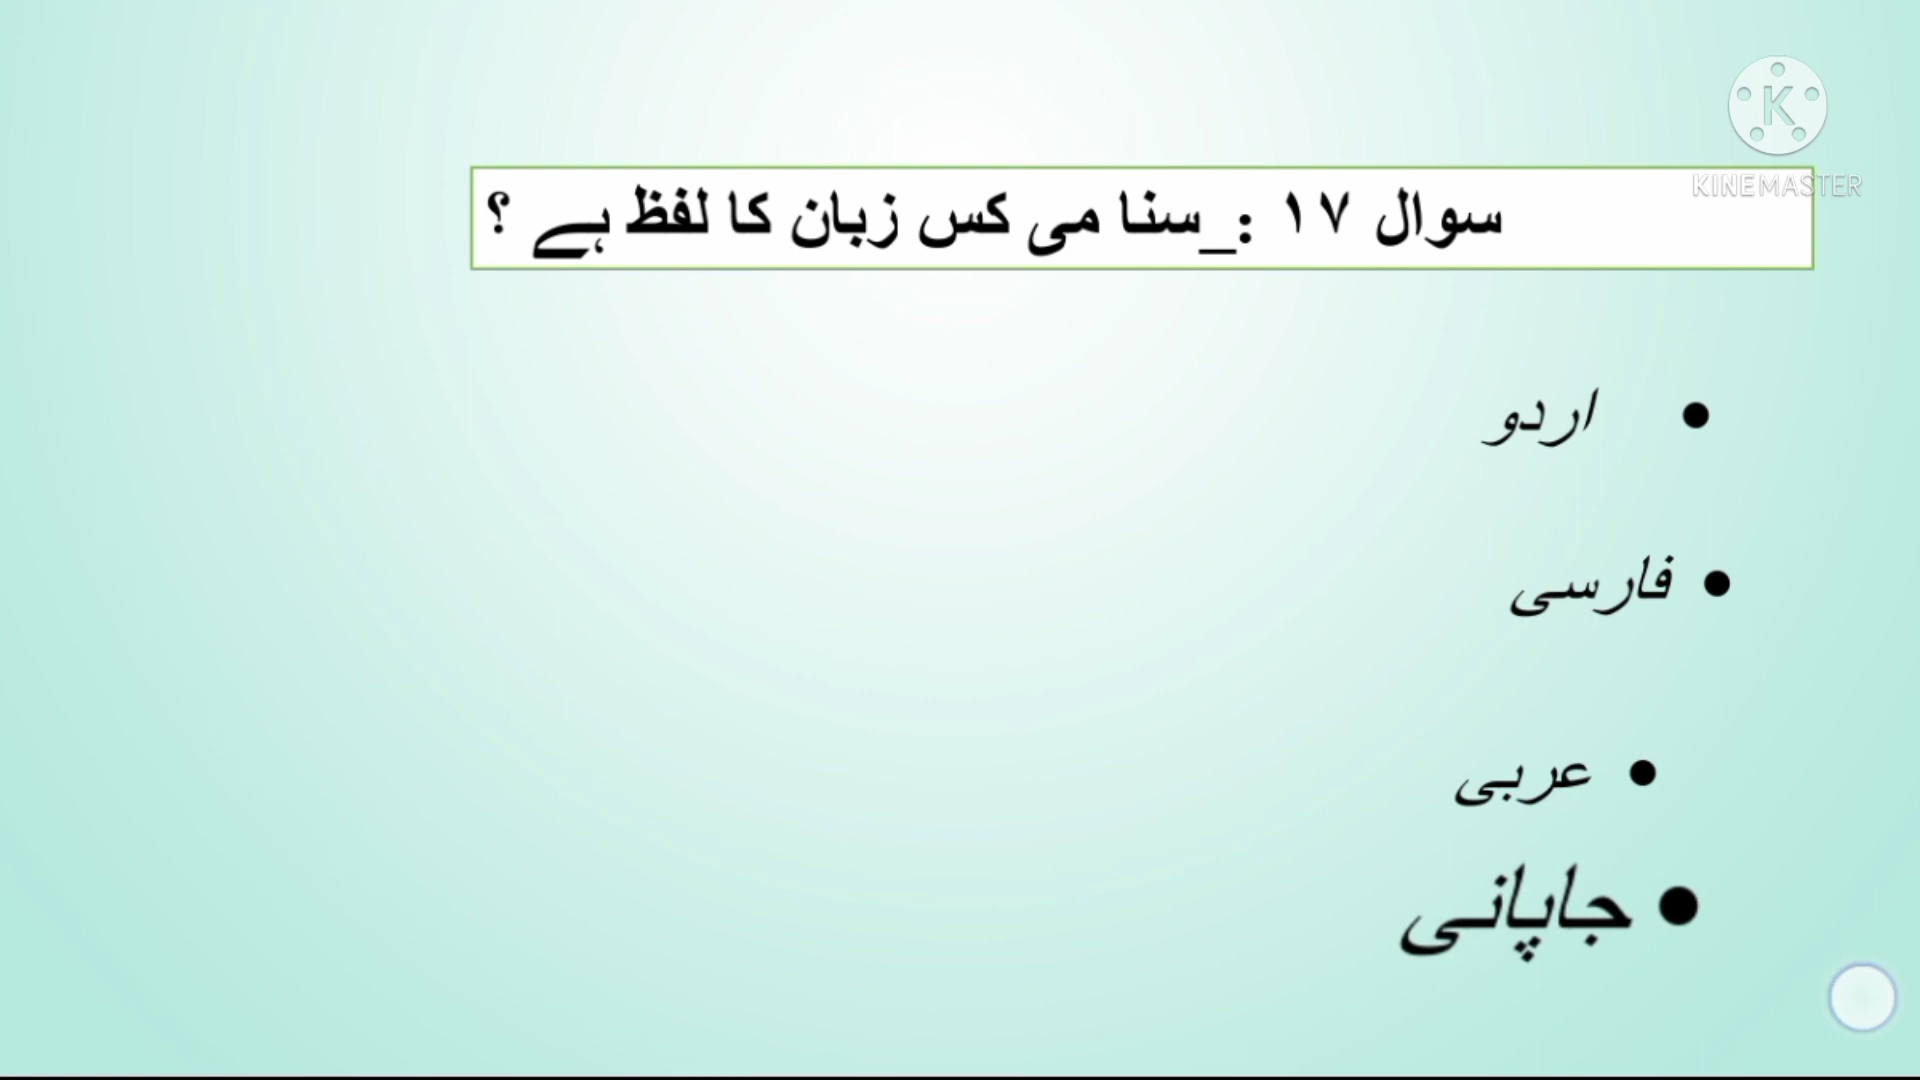 K
KINEMASTER
سوال ۱۷ :_سنا می کس زبان کا لفظ ہے ؟
• اردو
• فارسی
• عربی
• جاپانی